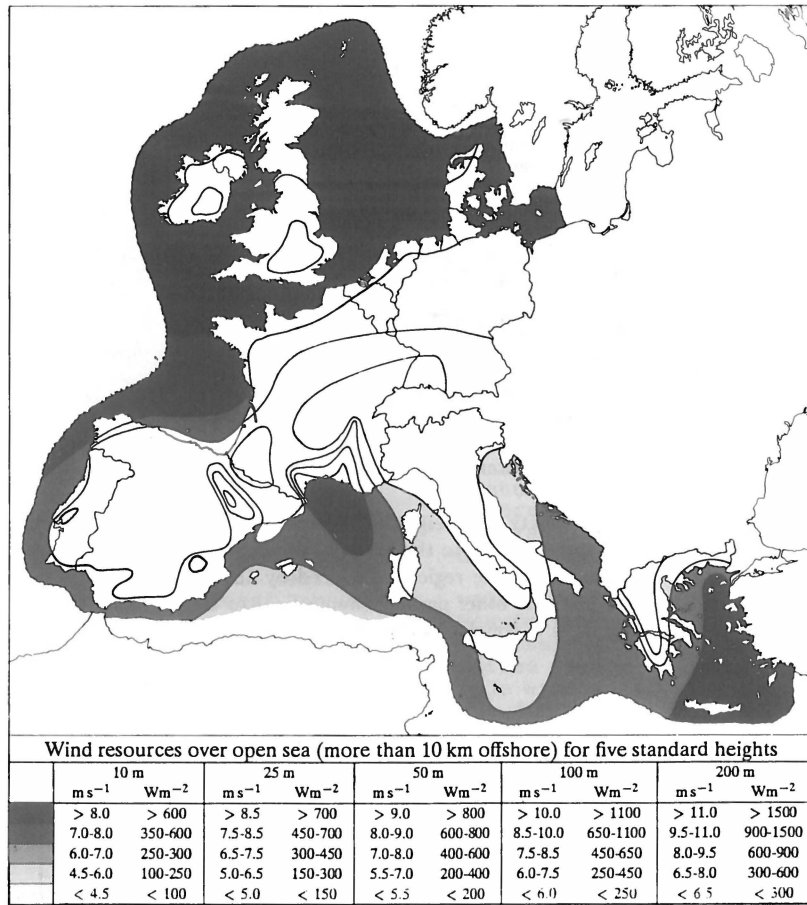 Wind resources over open sea (more than 10 km offshore) for five standard heights
10 m 25 m 50 m 100 m 200 m
m s⁻¹ Wm⁻² m s⁻¹ Wm⁻² m s⁻¹ Wm⁻² m s⁻¹ Wm⁻² m s⁻¹ Wm⁻²
> 8.0 > 600 > 8.5 > 700 > 9.0 > 800 > 10.0 > 1100 > 11.0 > 1500
7.0-8.0 350-600 7.5-8.5 450-700 8.0-9.0 600-800 8.5-10.0 650-1100 9.5-11.0 900-1500
6.0-7.0 250-300 6.5-7.5 300-450 7.0-8.0 400-600 7.5-8.5 450-650 8.0-9.5 600-900
4.5-6.0 100-250 5.0-6.5 150-300 5.5-7.0 200-400 6.0-7.5 250-450 6.5-8.0 300-600
< 4.5 < 100 < 5.0 < 150 < 5.5 < 200 < 6.0 < 250 < 6.5 < 300